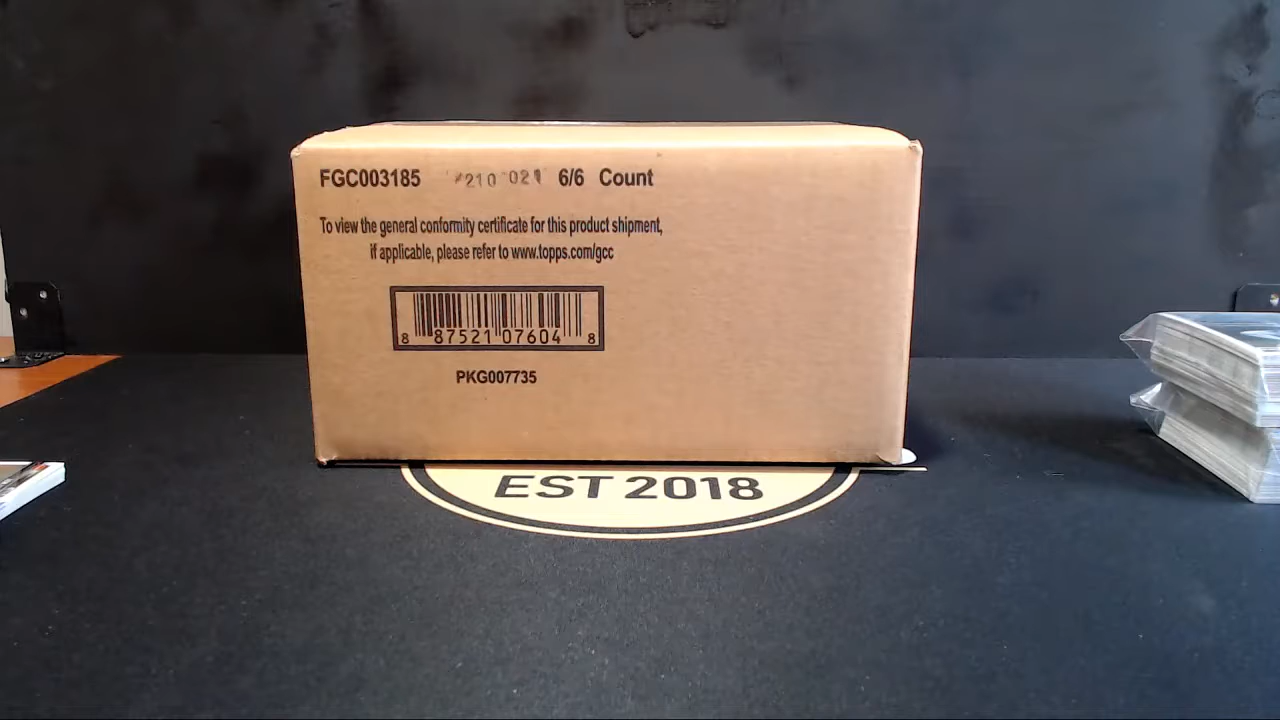 FGC003185 6/6 Count
To view the general conformity certificate for this product shipment,
if applicable, please refer to www.topps.com/gcc
8 87521 07604 8
PKG007735
EST 2018